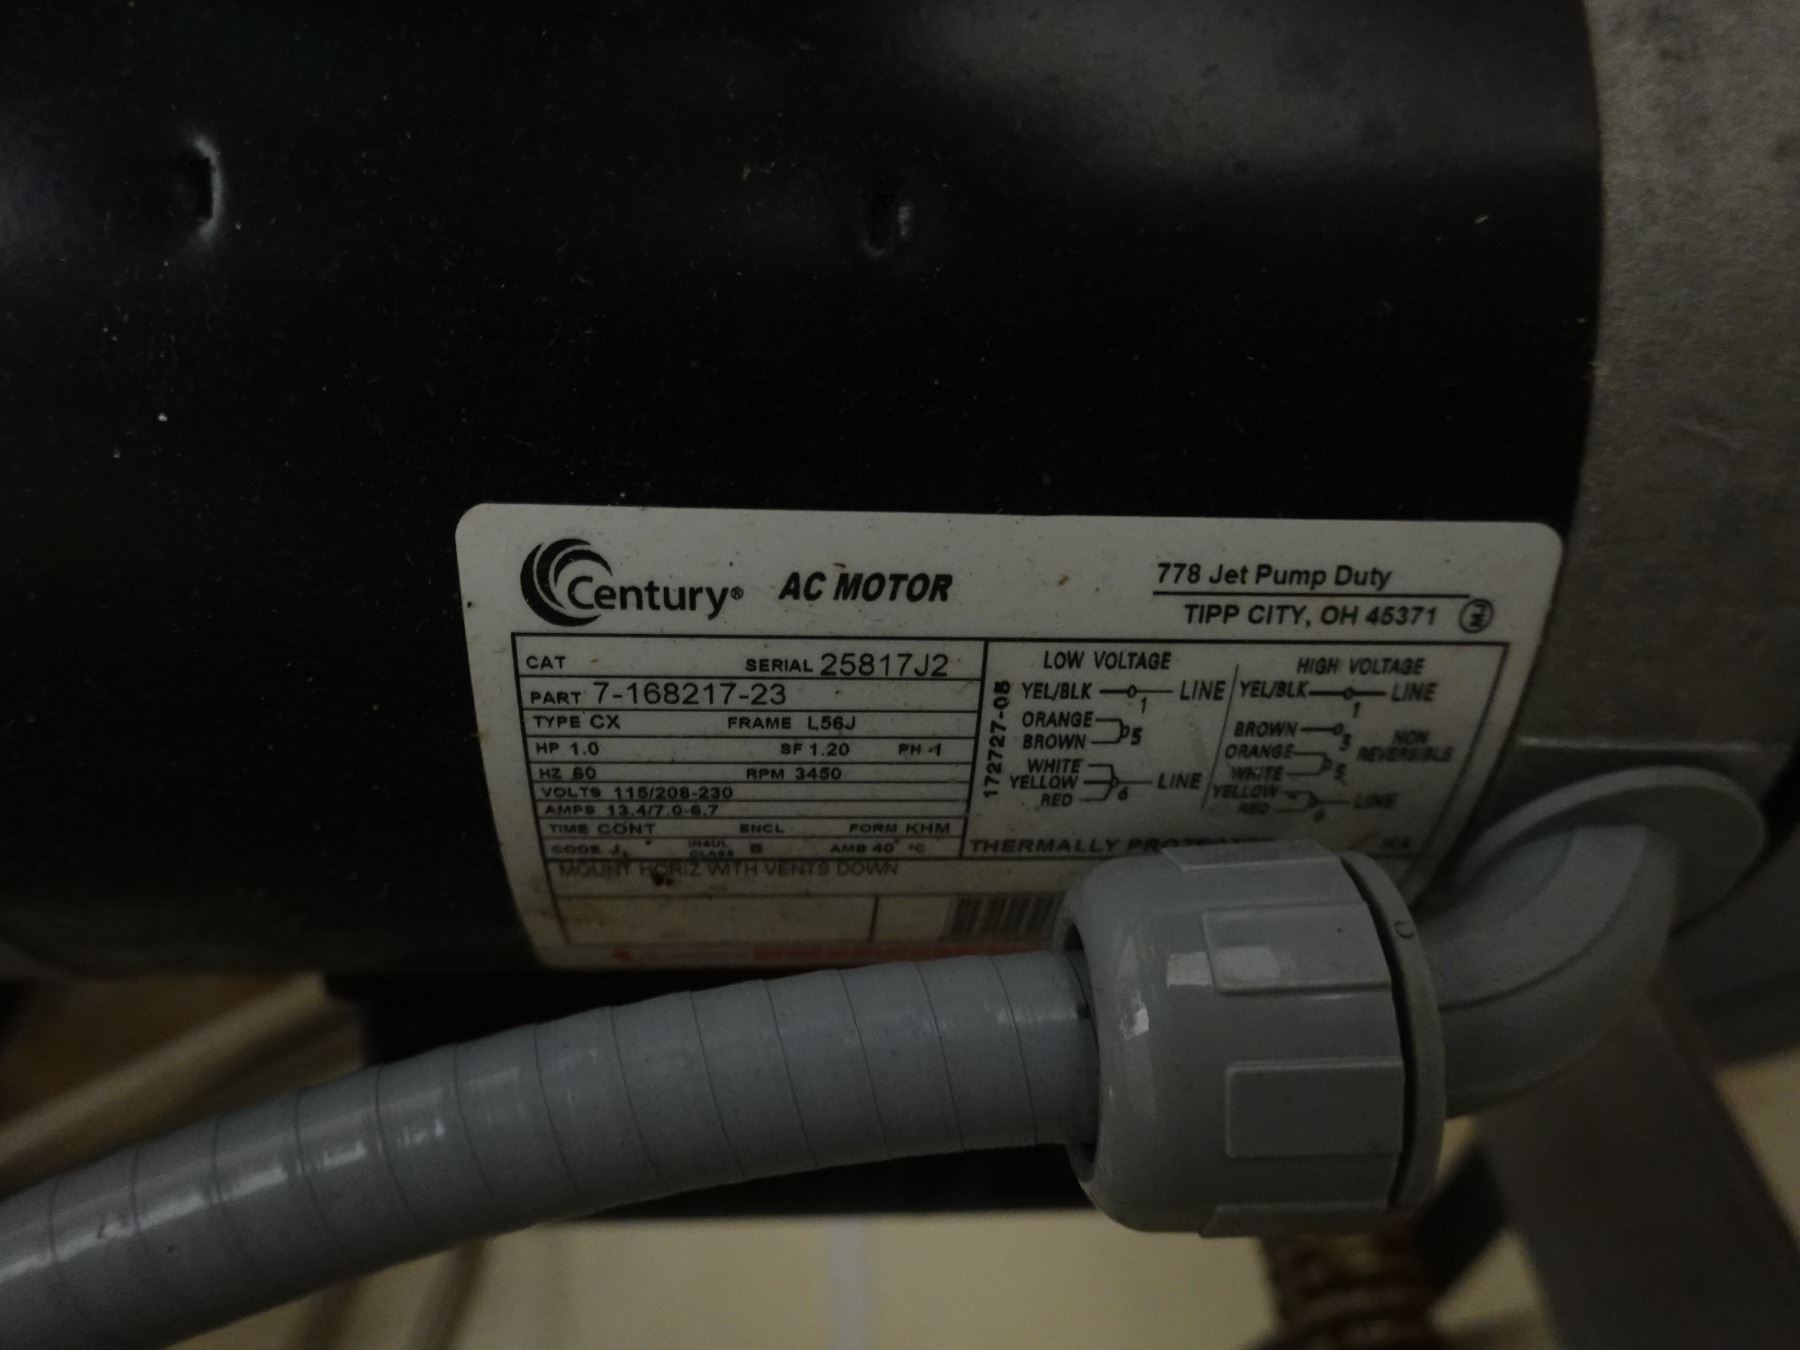 Century® AC MOTOR
778 Jet Pump Duty
TIPP CITY, OH 45371
CAT SERIAL 25817J2
PART 7-168217-23
TYPE CX FRAME L56J
HP 1.0 SF 1.20 PH 1
HZ 60 RPM 3450
VOLTS 115/208-230
AMPS 13.4/7.0-6.7
TIME CONT ENCL FORM KHM
CODE J INSUL CLASS B AMB 40 °C
MOUNT HORIZ WITH VENTS DOWN
172727-08
LOW VOLTAGE
YEL/BLK 1 LINE
ORANGE
BROWN 5
WHITE
YELLOW 6 LINE
RED
HIGH VOLTAGE
YEL/BLK 1 LINE
BROWN 3 NON
ORANGE REVERSIBLE
WHITE 5
YELLOW
RED 6 LINE
THERMALLY